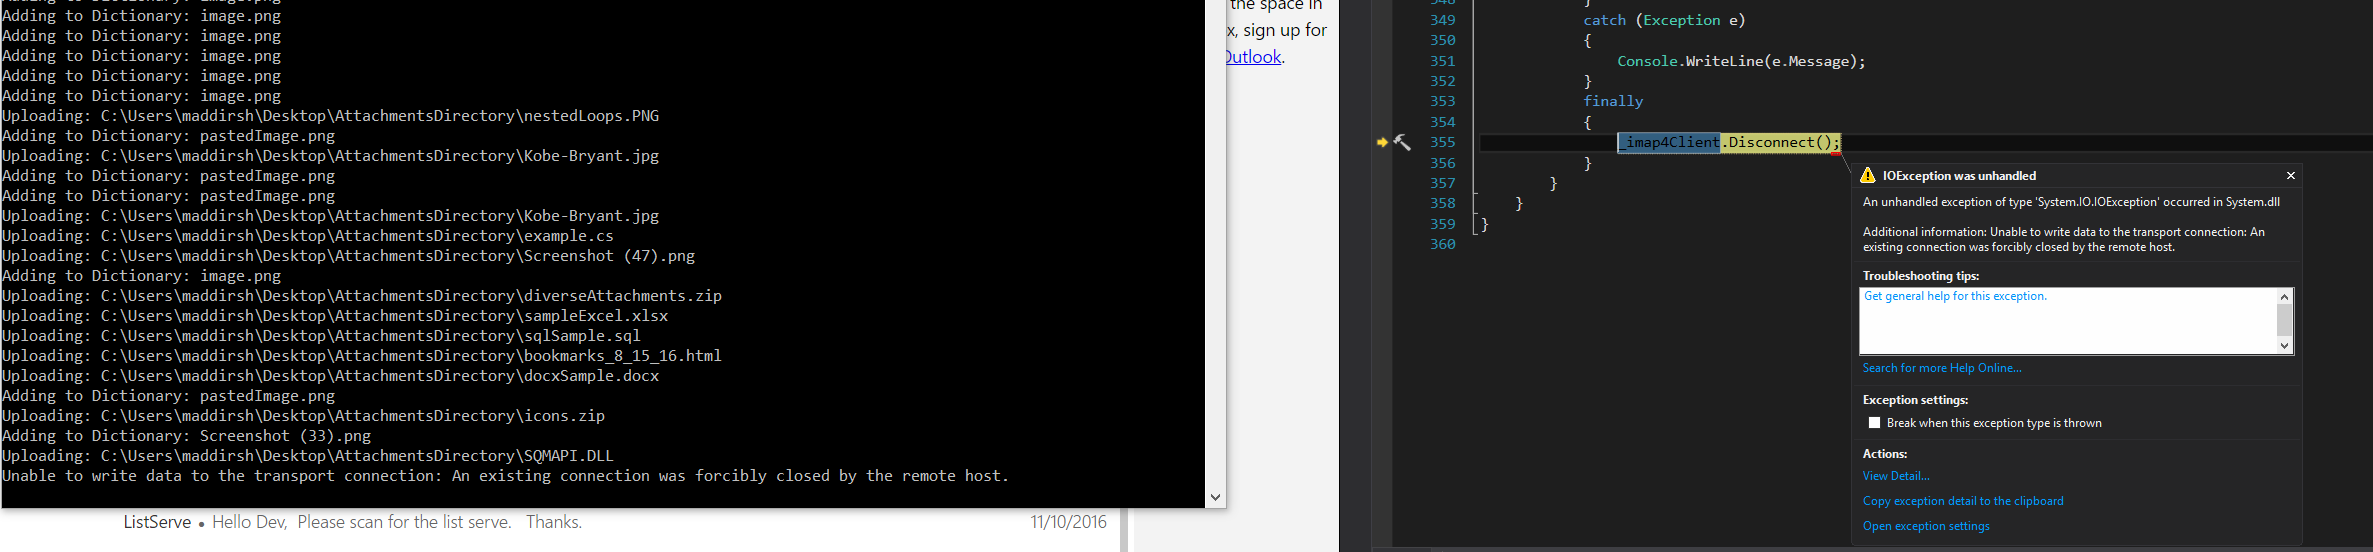 Adding to Dictionary: image.png
Adding to Dictionary: image.png
Adding to Dictionary: image.png
Adding to Dictionary: image.png
Adding to Dictionary: image.png
Adding to Dictionary: image.png
Uploading: C:\Users\maddirsh\Desktop\AttachmentsDirectory\nestedLoops.PNG
Adding to Dictionary: pastedImage.png
Uploading: C:\Users\maddirsh\Desktop\AttachmentsDirectory\Kobe-Bryant.jpg
Adding to Dictionary: pastedImage.png
Adding to Dictionary: pastedImage.png
Uploading: C:\Users\maddirsh\Desktop\AttachmentsDirectory\Kobe-Bryant.jpg
Uploading: C:\Users\maddirsh\Desktop\AttachmentsDirectory\example.cs
Uploading: C:\Users\maddirsh\Desktop\AttachmentsDirectory\Screenshot (47).png
Adding to Dictionary: image.png
Uploading: C:\Users\maddirsh\Desktop\AttachmentsDirectory\diverseAttachments.zip
Uploading: C:\Users\maddirsh\Desktop\AttachmentsDirectory\sampleExcel.xlsx
Uploading: C:\Users\maddirsh\Desktop\AttachmentsDirectory\sqlSample.sql
Uploading: C:\Users\maddirsh\Desktop\AttachmentsDirectory\bookmarks_8_15_16.html
Uploading: C:\Users\maddirsh\Desktop\AttachmentsDirectory\docxSample.docx
Adding to Dictionary: pastedImage.png
Uploading: C:\Users\maddirsh\Desktop\AttachmentsDirectory\icons.zip
Adding to Dictionary: Screenshot (33).png
Uploading: C:\Users\maddirsh\Desktop\AttachmentsDirectory\SQMAPI.DLL
Unable to write data to the transport connection: An existing connection was forcibly closed by the remote host.
ListServe • Hello Dev, Please scan for the list serve. Thanks. 11/10/2016
the space in
x, sign up for
Outlook.
348 }
349 catch (Exception e)
350 {
351 Console.WriteLine(e.Message);
352 }
353 finally
354 {
355 _imap4Client.Disconnect();
356 }
357 }
358 }
359 }
360
IOException was unhandled
An unhandled exception of type 'System.IO.IOException' occurred in System.dll
Additional information: Unable to write data to the transport connection: An
existing connection was forcibly closed by the remote host.
Troubleshooting tips:
Get general help for this exception.
Search for more Help Online...
Exception settings:
Break when this exception type is thrown
Actions:
View Detail...
Copy exception detail to the clipboard
Open exception settings